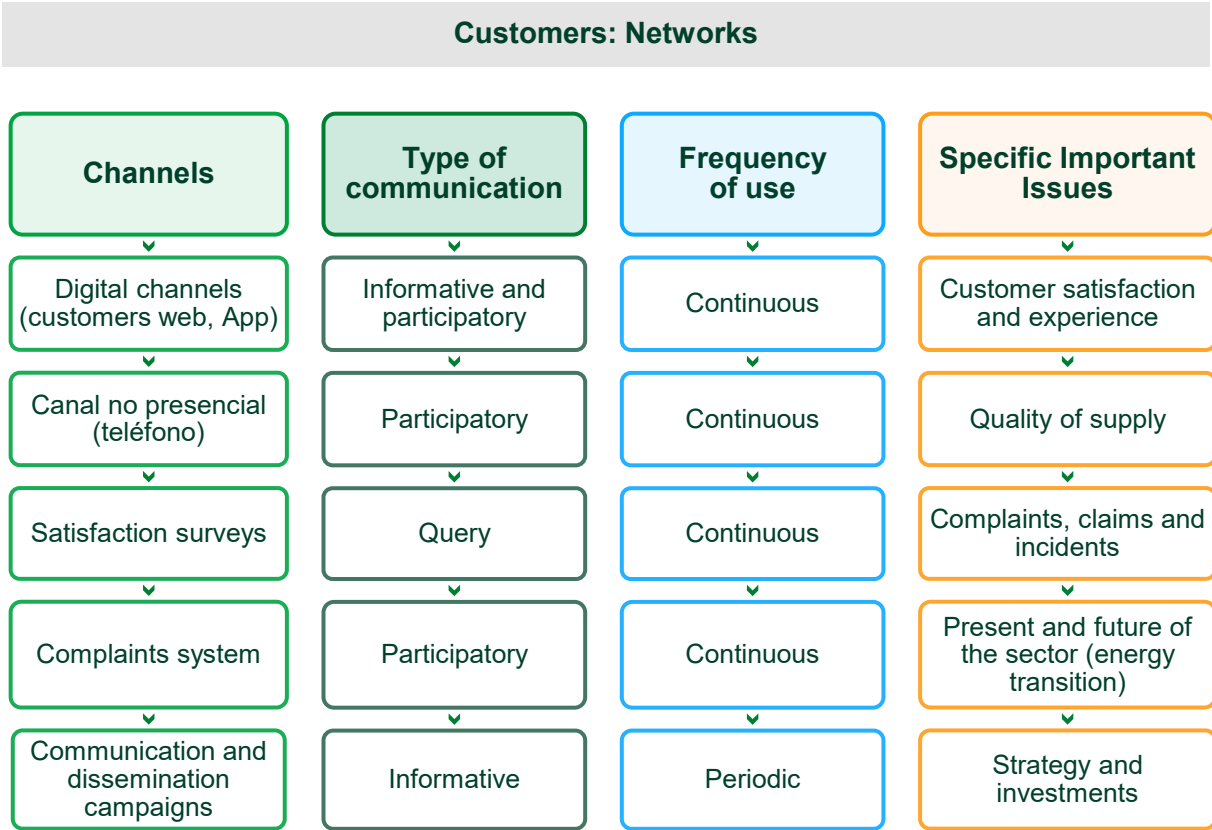 Customers: Networks
Channels
Type of
communication
Frequency
of use
Specific Important
Issues
Digital channels
(customers web, App)
Informative and
participatory
Continuous
Customer satisfaction
and experience
Canal no presencial
(teléfono)
Participatory
Continuous
Quality of supply
Satisfaction surveys
Query
Continuous
Complaints, claims and
incidents
Complaints system
Participatory
Continuous
Present and future of
the sector (energy
transition)
Communication and
dissemination
campaigns
Informative
Periodic
Strategy and
investments